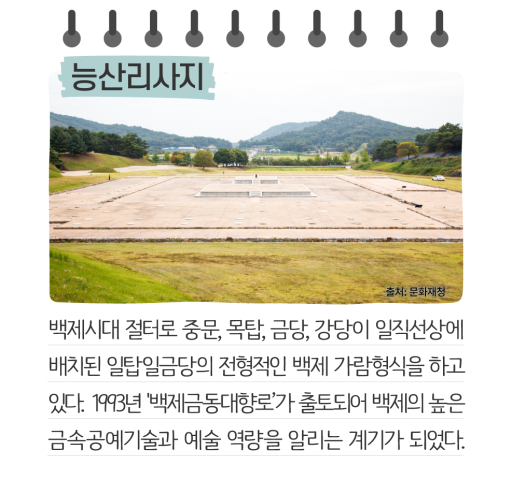 능산리사지
출처: 문화재청
백제시대 절터로 중문, 목탑, 금당, 강당이 일직선상에
배치된 일탑일금당의 전형적인 백제 가람형식을 하고
있다. 1993년 '백제금동대향로'가 출토되어 백제의 높은
금속공예기술과 예술 역량을 알리는 계기가 되었다.